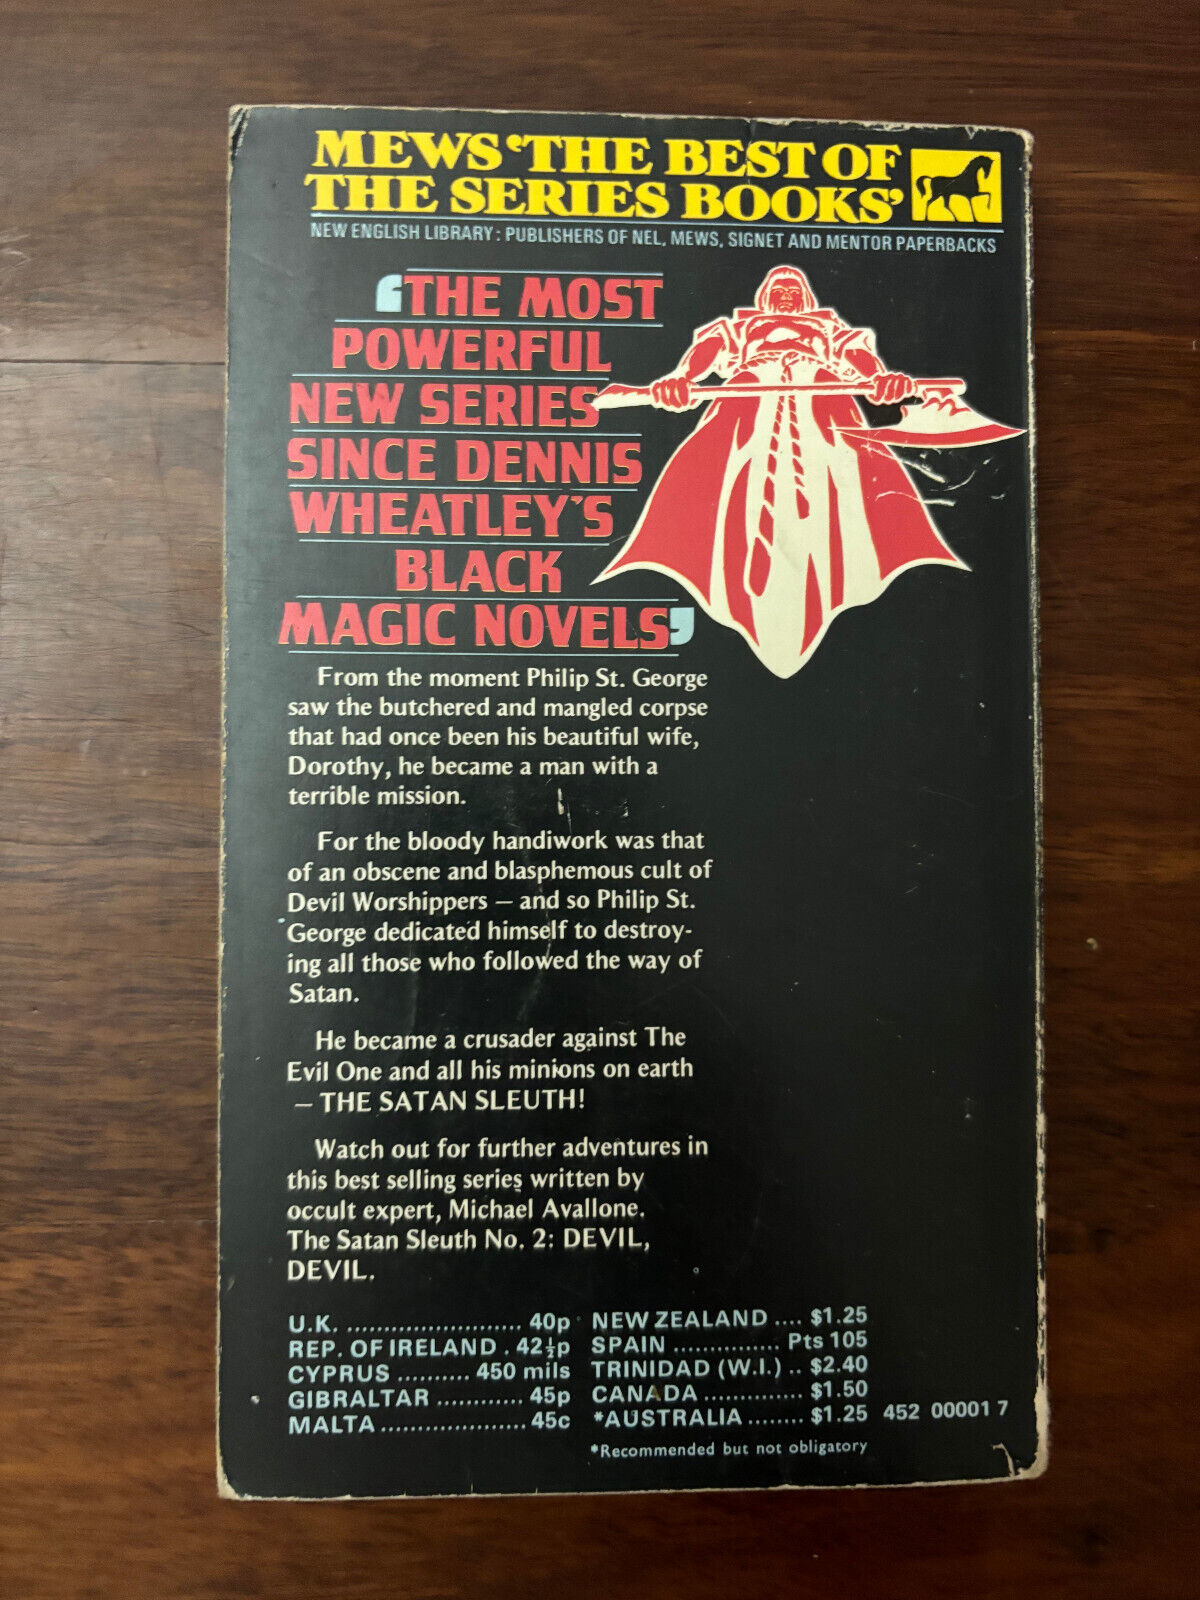 MEWS ‘THE BEST OF
THE SERIES BOOKS’
NEW ENGLISH LIBRARY: PUBLISHERS OF NEL, MEWS, SIGNET AND MENTOR PAPERBACKS
‘THE MOST
POWERFUL
NEW SERIES
SINCE DENNIS
WHEATLEY'S
BLACK
MAGIC NOVELS’
From the moment Philip St. George
saw the butchered and mangled corpse
that had once been his beautiful wife,
Dorothy, he became a man with a
terrible mission.
For the bloody handiwork was that
of an obscene and blasphemous cult of
Devil Worshippers – and so Philip St.
George dedicated himself to destroy-
ing all those who followed the way of
Satan.
He became a crusader against The
Evil One and all his minions on earth
– THE SATAN SLEUTH!
Watch out for further adventures in
this best selling series written by
occult expert, Michael Avallone.
The Satan Sleuth No. 2: DEVIL,
DEVIL.
U.K. ........................ 40p
REP. OF IRELAND . 42½p
CYPRUS .......... 450 mils
GIBRALTAR ............ 45p
MALTA .................... 45c
NEW ZEALAND .... $1.25
SPAIN ............... Pts 105
TRINIDAD (W.I.) .. $2.40
CANADA .............. $1.50
*AUSTRALIA ........ $1.25 452 00001 7
*Recommended but not obligatory